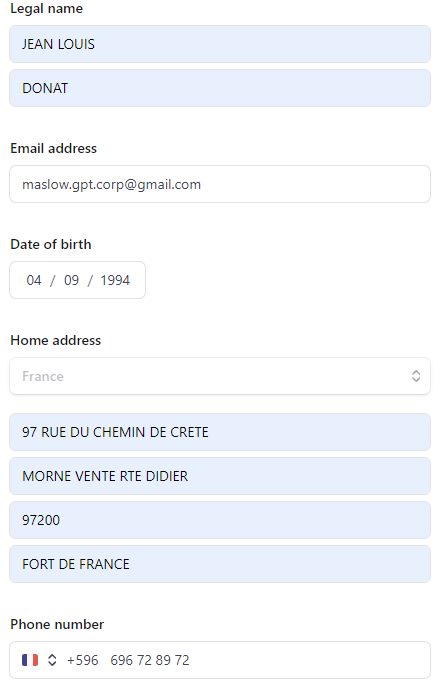 Legal name
JEAN LOUIS
DONAT
Email address
maslow.gpt.corp@gmail.com
Date of birth
04 / 09 / 1994
Home address
France
97 RUE DU CHEMIN DE CRETE
MORNE VENTE RTE DIDIER
97200
FORT DE FRANCE
Phone number
+596 696 72 89 72